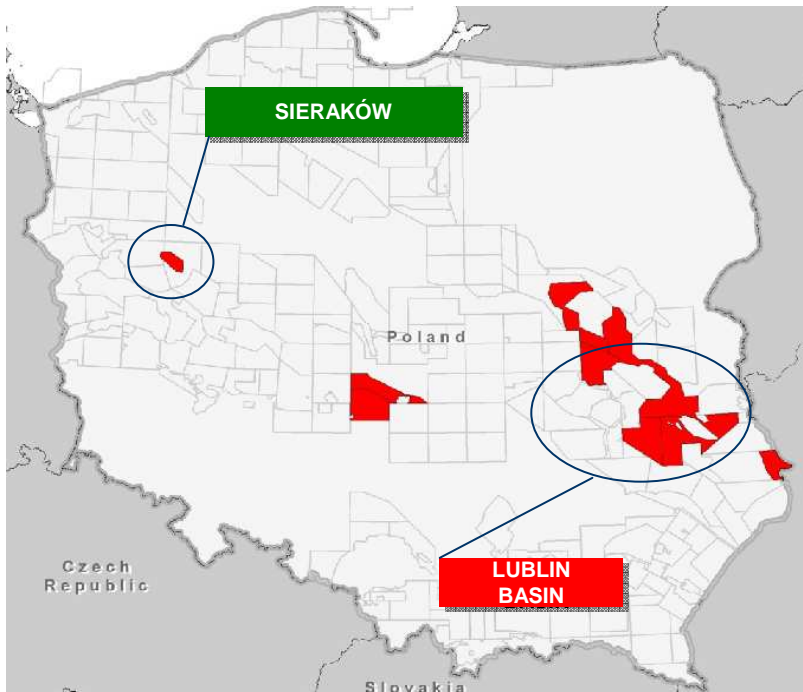 SIERAKÓW
Poland
LUBLIN
BASIN
Czech
Republic
Slovakia